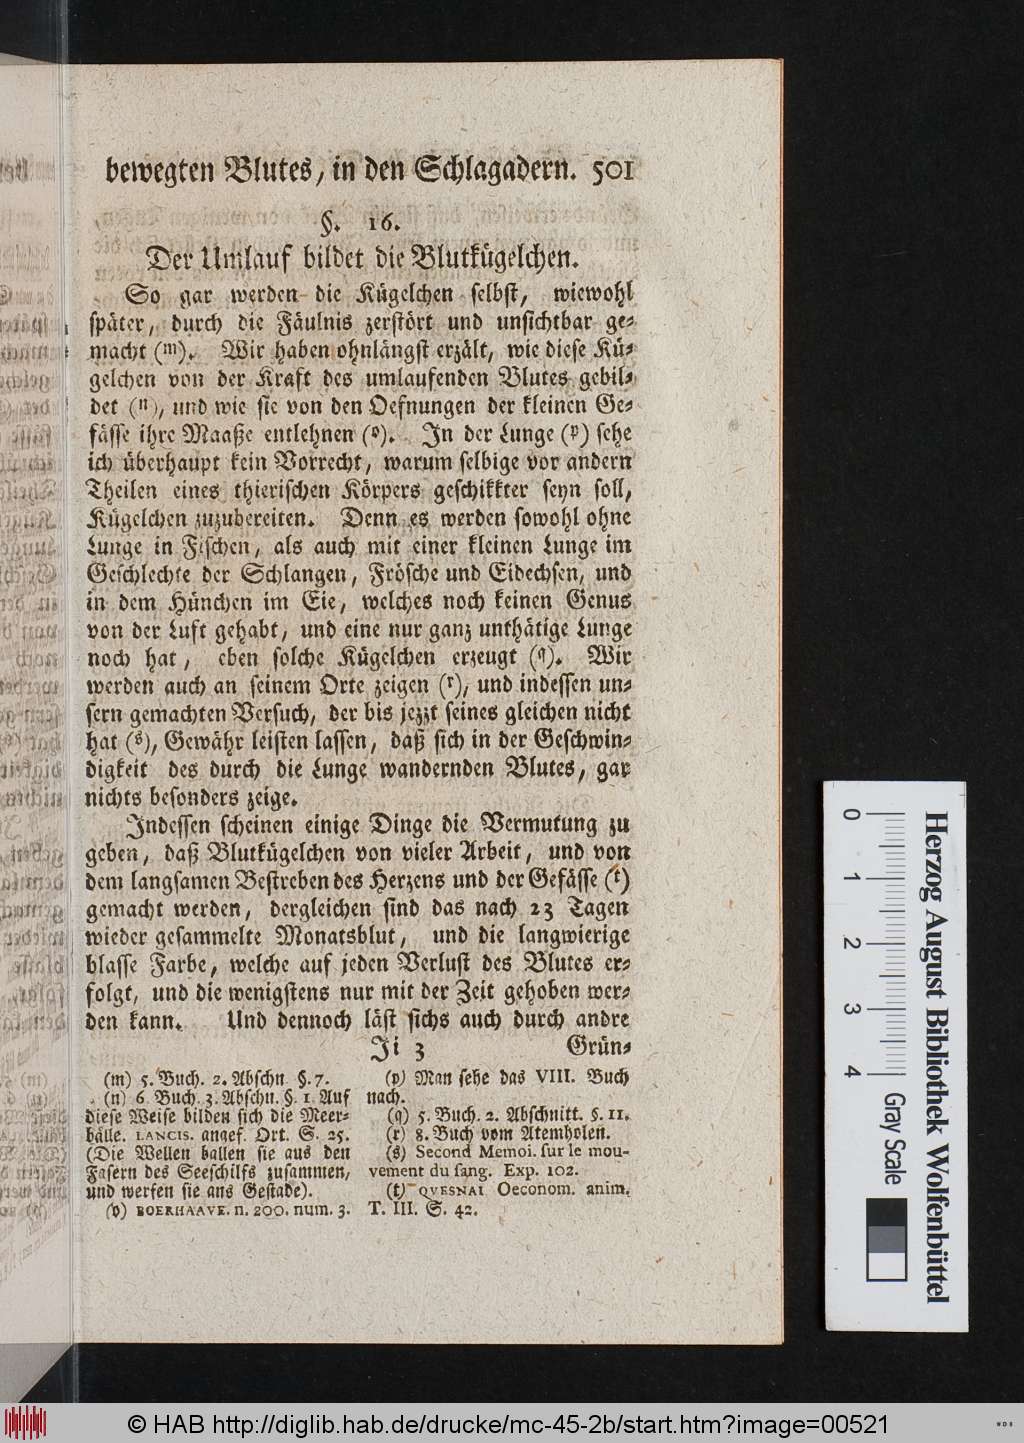 bewegten Blutes, in den Schlagadern. 501
§. 16.
Der Umlauf bildet die Blutkügelchen.
So gar werden die Kügelchen selbst, wiewohl
später, durch die Fäulnis zerstört und unsichtbar ge-
macht (m). Wir haben ohnlängst erzält, wie diese Kü-
gelchen von der Kraft des umlaufenden Blutes gebil-
det (n), und wie sie von den Oefnungen der kleinen Ge-
fässe ihre Maaße entlehnen (o). In der Lunge (p) sehe
ich überhaupt kein Vorrecht, warum selbige vor andern
Theilen eines thierischen Körpers geschikkter seyn soll,
Kügelchen zuzubereiten. Denn es werden sowohl ohne
Lunge in Fischen, als auch mit einer kleinen Lunge im
Geschlechte der Schlangen, Frösche und Eidechsen, und
in dem Hünchen im Eie, welches noch keinen Genus
von der Luft gehabt, und eine nur ganz unthätige Lunge
noch hat, eben solche Kügelchen erzeugt (q). Wir
werden auch an seinem Orte zeigen (r), und indessen un-
sern gemachten Versuch, der bis jezzt seines gleichen nicht
hat (s), Gewähr leisten lassen, daß sich in der Geschwin-
digkeit des durch die Lunge wandernden Blutes, gar
nichts besonders zeige.
Indessen scheinen einige Dinge die Vermutung zu
geben, daß Blutkügelchen von vieler Arbeit, und von
dem langsamen Bestreben des Herzens und der Gefässe (t)
gemacht werden, dergleichen sind das nach 23 Tagen
wieder gesammelte Monatsblut, und die langwierige
blasse Farbe, welche auf jeden Verlust des Blutes er-
folgt, und die wenigstens nur mit der Zeit gehoben wer-
den kann. Und dennoch läst sichs auch durch andre
Ji 3 Grün-
(m) 5. Buch. 2. Abschn §. 7.
(n) 6. Buch. 3. Abschn. §. 1. Auf
diese Weise bilden sich die Meer-
bälle. LANCIS. angef. Ort. S. 25.
(Die Wellen ballen sie aus den
Fasern des Seeschilfs zusammen,
und werfen sie ans Gestade).
(o) BOERHAAVE. n. 200. num. 3.
(p) Man sehe das VIII. Buch
nach.
(q) 5. Buch. 2. Abschnitt. §. 11.
(r) 8. Buch vom Atemholen.
(s) Second Memoi. sur le mou-
vement du sang. Exp. 102.
(t) QVESNAI Oeconom. anim.
T. III. S. 42.
0 1 2 3 4
Herzog August Bibliothek Wolfenbüttel
Gray Scale
© HAB http://diglib.hab.de/drucke/mc-45-2b/start.htm?image=00521